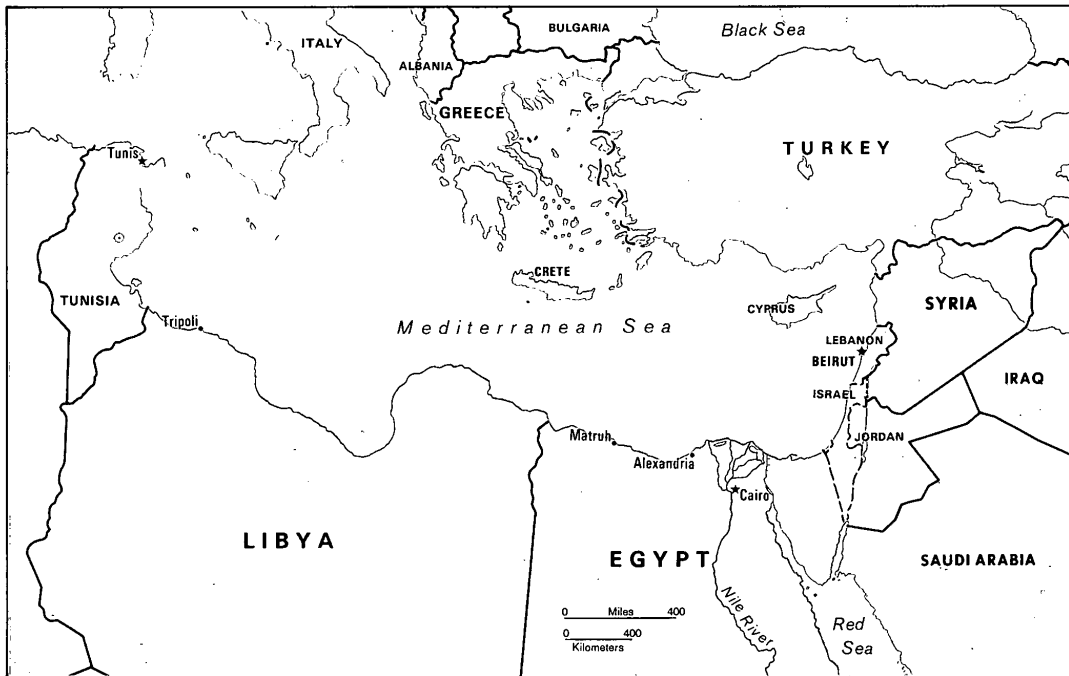 BULGARIA
Black Sea
ITALY
ALBANIA
GREECE
TURKEY
Tunis
CRETE
TUNISIA
CYPRUS
SYRIA
Tripoli
Mediterranean Sea
LEBANON
BEIRUT
IRAQ
ISRAEL
Matruh
JORDAN
Alexandria
Cairo
LIBYA
EGYPT
SAUDI ARABIA
Nile River
0 Miles 400
Red
Sea
0 400
Kilometers